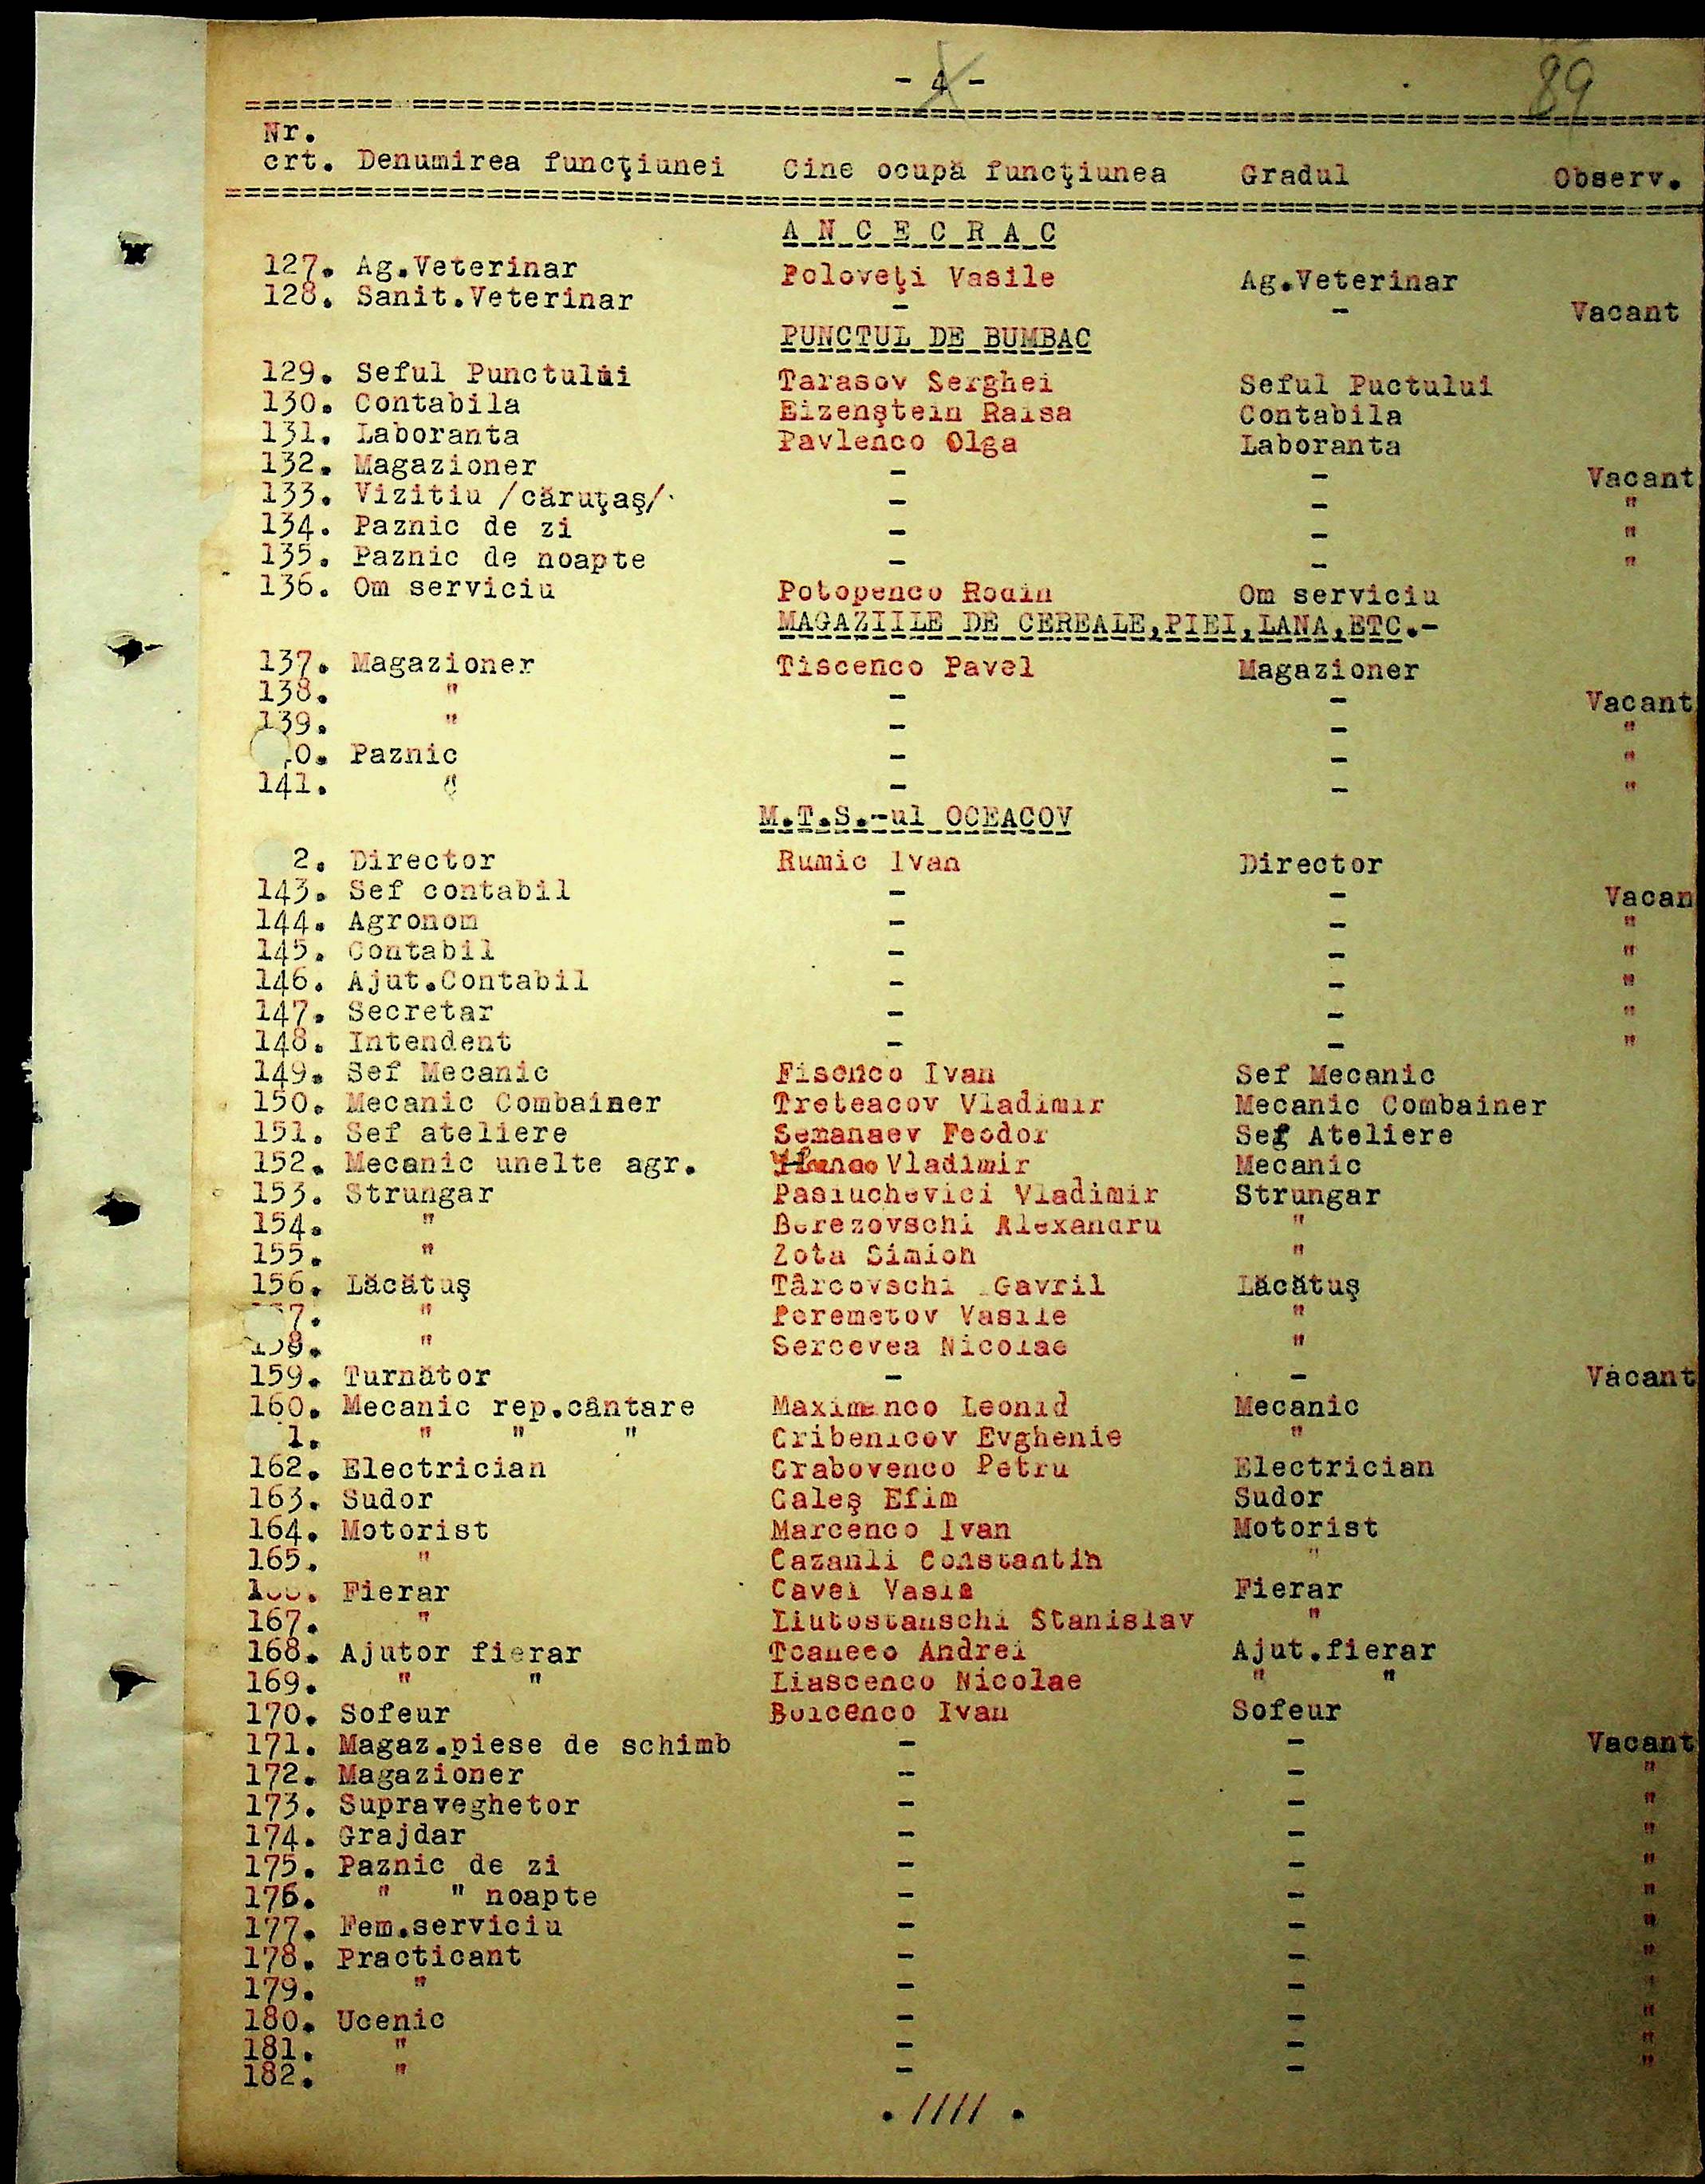 - 4 -
89
Nr.
crt. Denumirea funcţiunei Cine ocupă funcţiunea Gradul Observ.
A N C E C R A C
127. Ag.Veterinar Poloveţi Vasile Ag.Veterinar
128. Sanit.Veterinar - - Vacant
PUNCTUL DE BUMBAC
129. Seful Punctului Tarasov Serghei Seful Puctului
130. Contabila Eizenştein Raisa Contabila
131. Laboranta Pavlenco Olga Laboranta
132. Magazioner - - Vacant
133. Vizitiu /căruţaş/ - - "
134. Paznic de zi - - "
135. Paznic de noapte - - "
136. Om serviciu Potopenco Rodin Om serviciu
MAGAZIILE DE CEREALE,PIEI,LANA,ETC.-
137. Magazioner Tiscenco Pavel Magazioner
138. " - - Vacant
139. " - - "
0. Paznic - - "
141. " - - "
M.T.S.-ul OCEACOV
2. Director Rumic Ivan Director
143. Sef contabil - - Vacan
144. Agronom - - "
145. Contabil - - "
146. Ajut.Contabil - - "
147. Secretar - - "
148. Intendent - - "
149. Sef Mecanic Fisenco Ivan Sef Mecanic
150. Mecanic Combainer Treteacov Vladimir Mecanic Combainer
151. Sef ateliere Semanaev Feodor Sef Ateliere
152. Mecanic unelte agr. Vladimir Mecanic
153. Strungar Pasiuchevici Vladimir Strungar
154. " Berezovschi Alexandru "
155. " Zota Simion "
156. Lăcătuş Târcovschi Gavril Lăcătuş
7. " Peremetov Vasile "
158. " Sercevea Nicolae "
159. Turnător - - Vacant
160. Mecanic rep.cântare Maximenco Leonid Mecanic
1. " " " Cribenicov Evghenie "
162. Electrician Grabovenco Petru Electrician
163. Sudor Caleş Efim Sudor
164. Motorist Marcenco Ivan Motorist
165. " Cazanli Constantin "
Fierar Cavei Fierar
167. " Liutostanschi Stanislav "
168. Ajutor fierar Andrei Ajut.fierar
169. " " Liascenco Nicolae " "
170. Sofeur Boicenco Ivan Sofeur
171. Magaz.piese de schimb - - Vacant
172. Magazioner - - "
173. Supraveghetor - - "
174. Grajdar - - "
175. Paznic de zi - - "
176. " " noapte - - "
177. Fem.serviciu - - "
178. Practicant - - "
179. " - - "
180. Ucenic - - "
181. " - - "
182. " - - "
. //// .